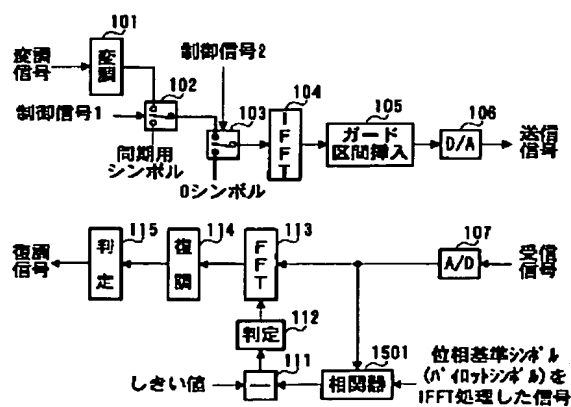 変調
信号
101
変
調
制御信号1
102
同期用
シンボル
制御信号2
103
0シンボル
104
IFFT
105
ガード
区間挿入
106
D/A
送信
信号
復調
信号
115
判
定
114
復
調
113
FFT
107
A/D
受信
信号
112
判定
しきい値
111
―
1501
相関器
位相基準シンボル
(パイロットシンボル)を
IFFT処理した信号